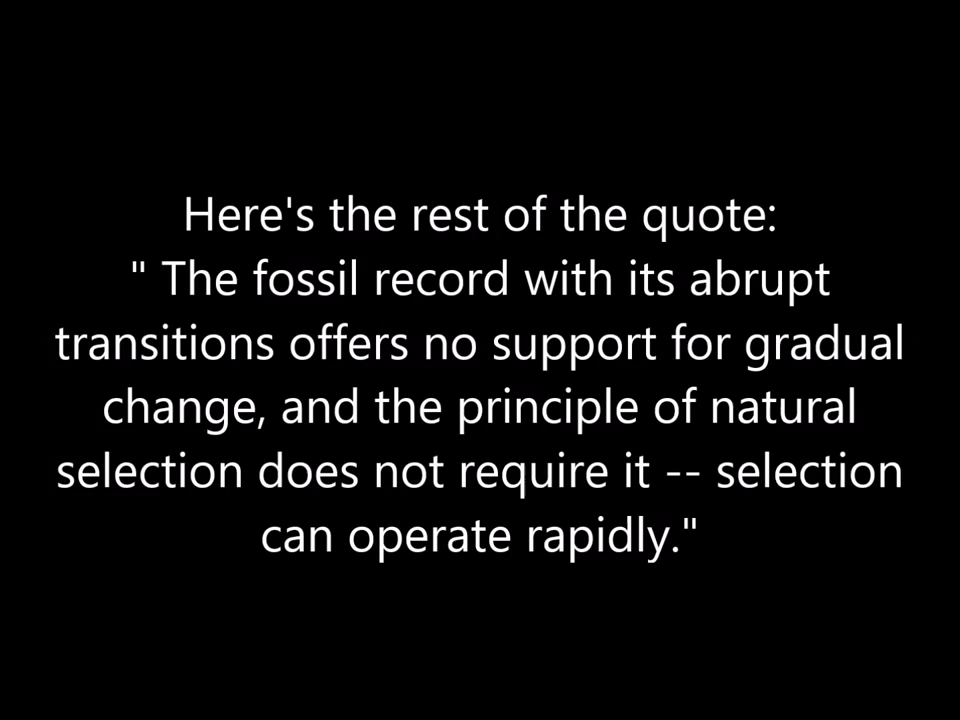 Here's the rest of the quote:
" The fossil record with its abrupt
transitions offers no support for gradual
change, and the principle of natural
selection does not require it -- selection
can operate rapidly."